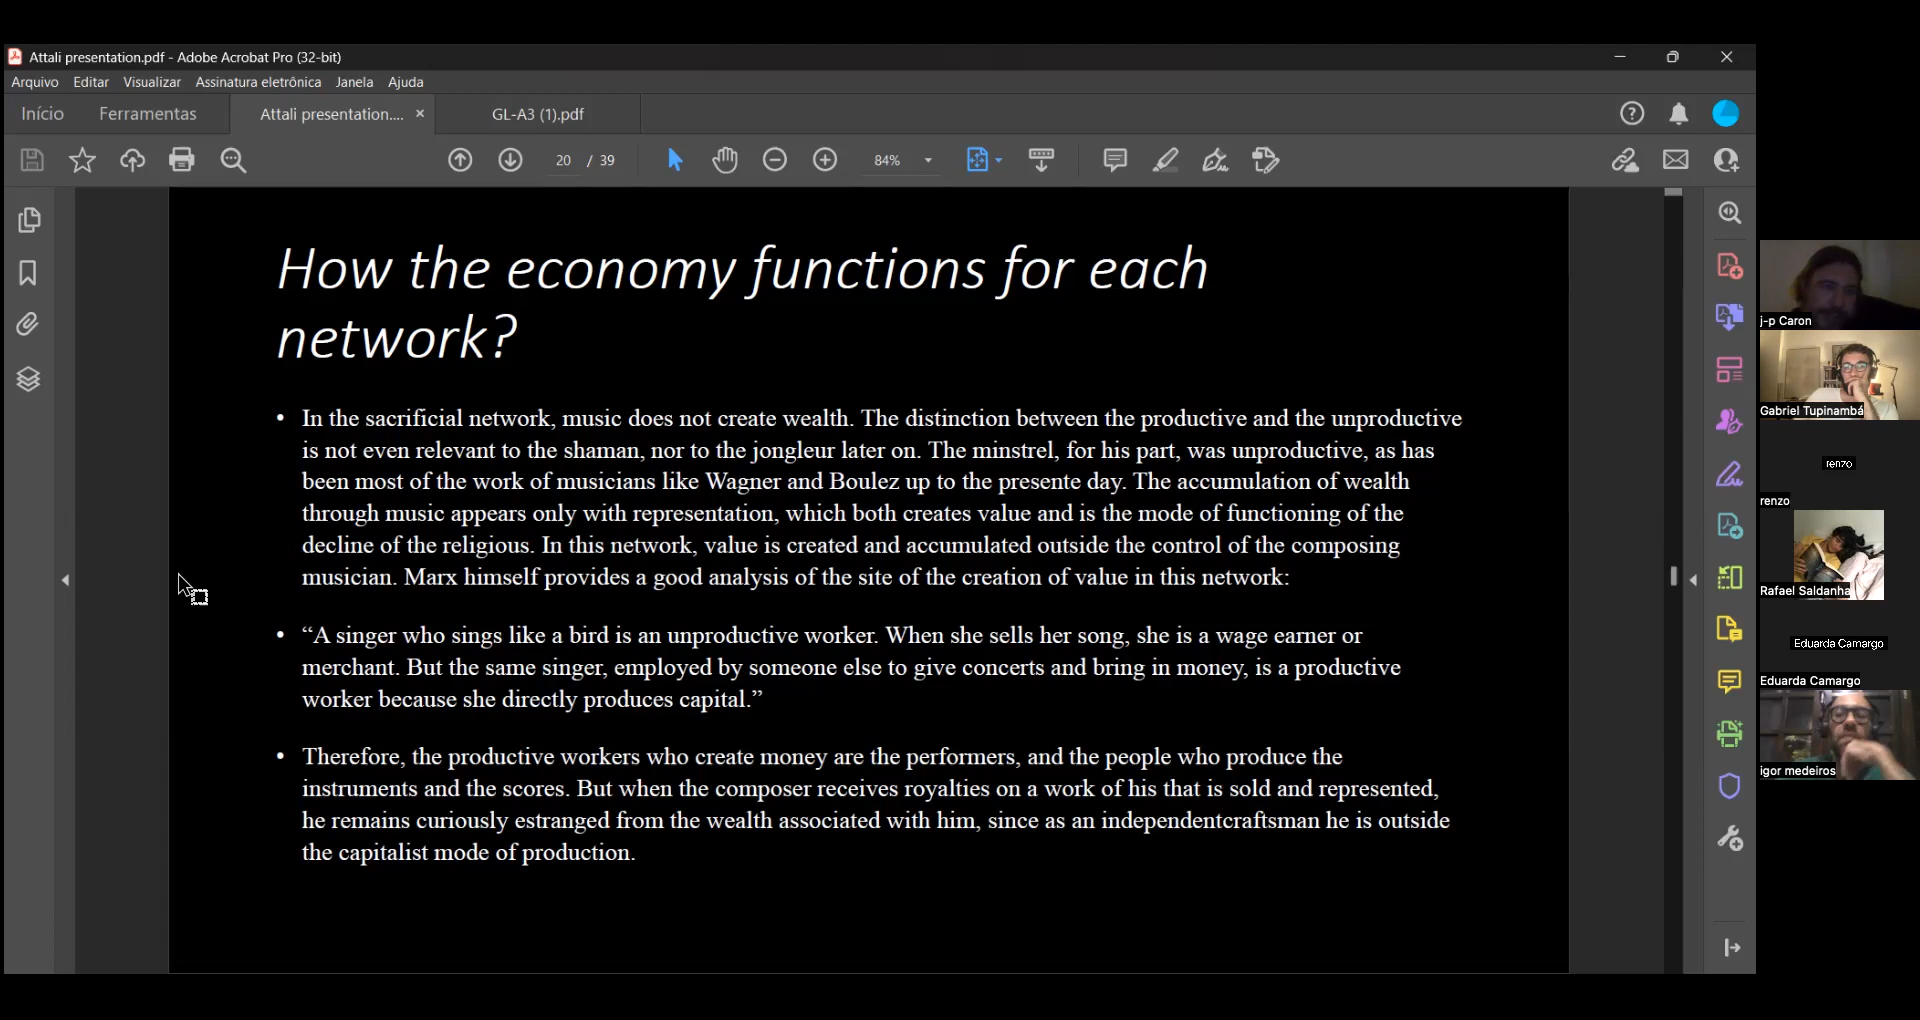 Attali presentation.pdf - Adobe Acrobat Pro (32-bit)
Arquivo Editar Visualizar Assinatura eletrônica Janela Ajuda
Início Ferramentas Attali presentation.... × GL-A3 (1).pdf
20 / 39 84%
How the economy functions for each
network?
• In the sacrificial network, music does not create wealth. The distinction between the productive and the unproductive
is not even relevant to the shaman, nor to the jongleur later on. The minstrel, for his part, was unproductive, as has
been most of the work of musicians like Wagner and Boulez up to the presente day. The accumulation of wealth
through music appears only with representation, which both creates value and is the mode of functioning of the
decline of the religious. In this network, value is created and accumulated outside the control of the composing
musician. Marx himself provides a good analysis of the site of the creation of value in this network:
• “A singer who sings like a bird is an unproductive worker. When she sells her song, she is a wage earner or
merchant. But the same singer, employed by someone else to give concerts and bring in money, is a productive
worker because she directly produces capital.”
• Therefore, the productive workers who create money are the performers, and the people who produce the
instruments and the scores. But when the composer receives royalties on a work of his that is sold and represented,
he remains curiously estranged from the wealth associated with him, since as an independentcraftsman he is outside
the capitalist mode of production.
j-p Caron
Gabriel Tupinambá
renzo
renzo
Rafael Saldanha
Eduarda Camargo
Eduarda Camargo
igor medeiros